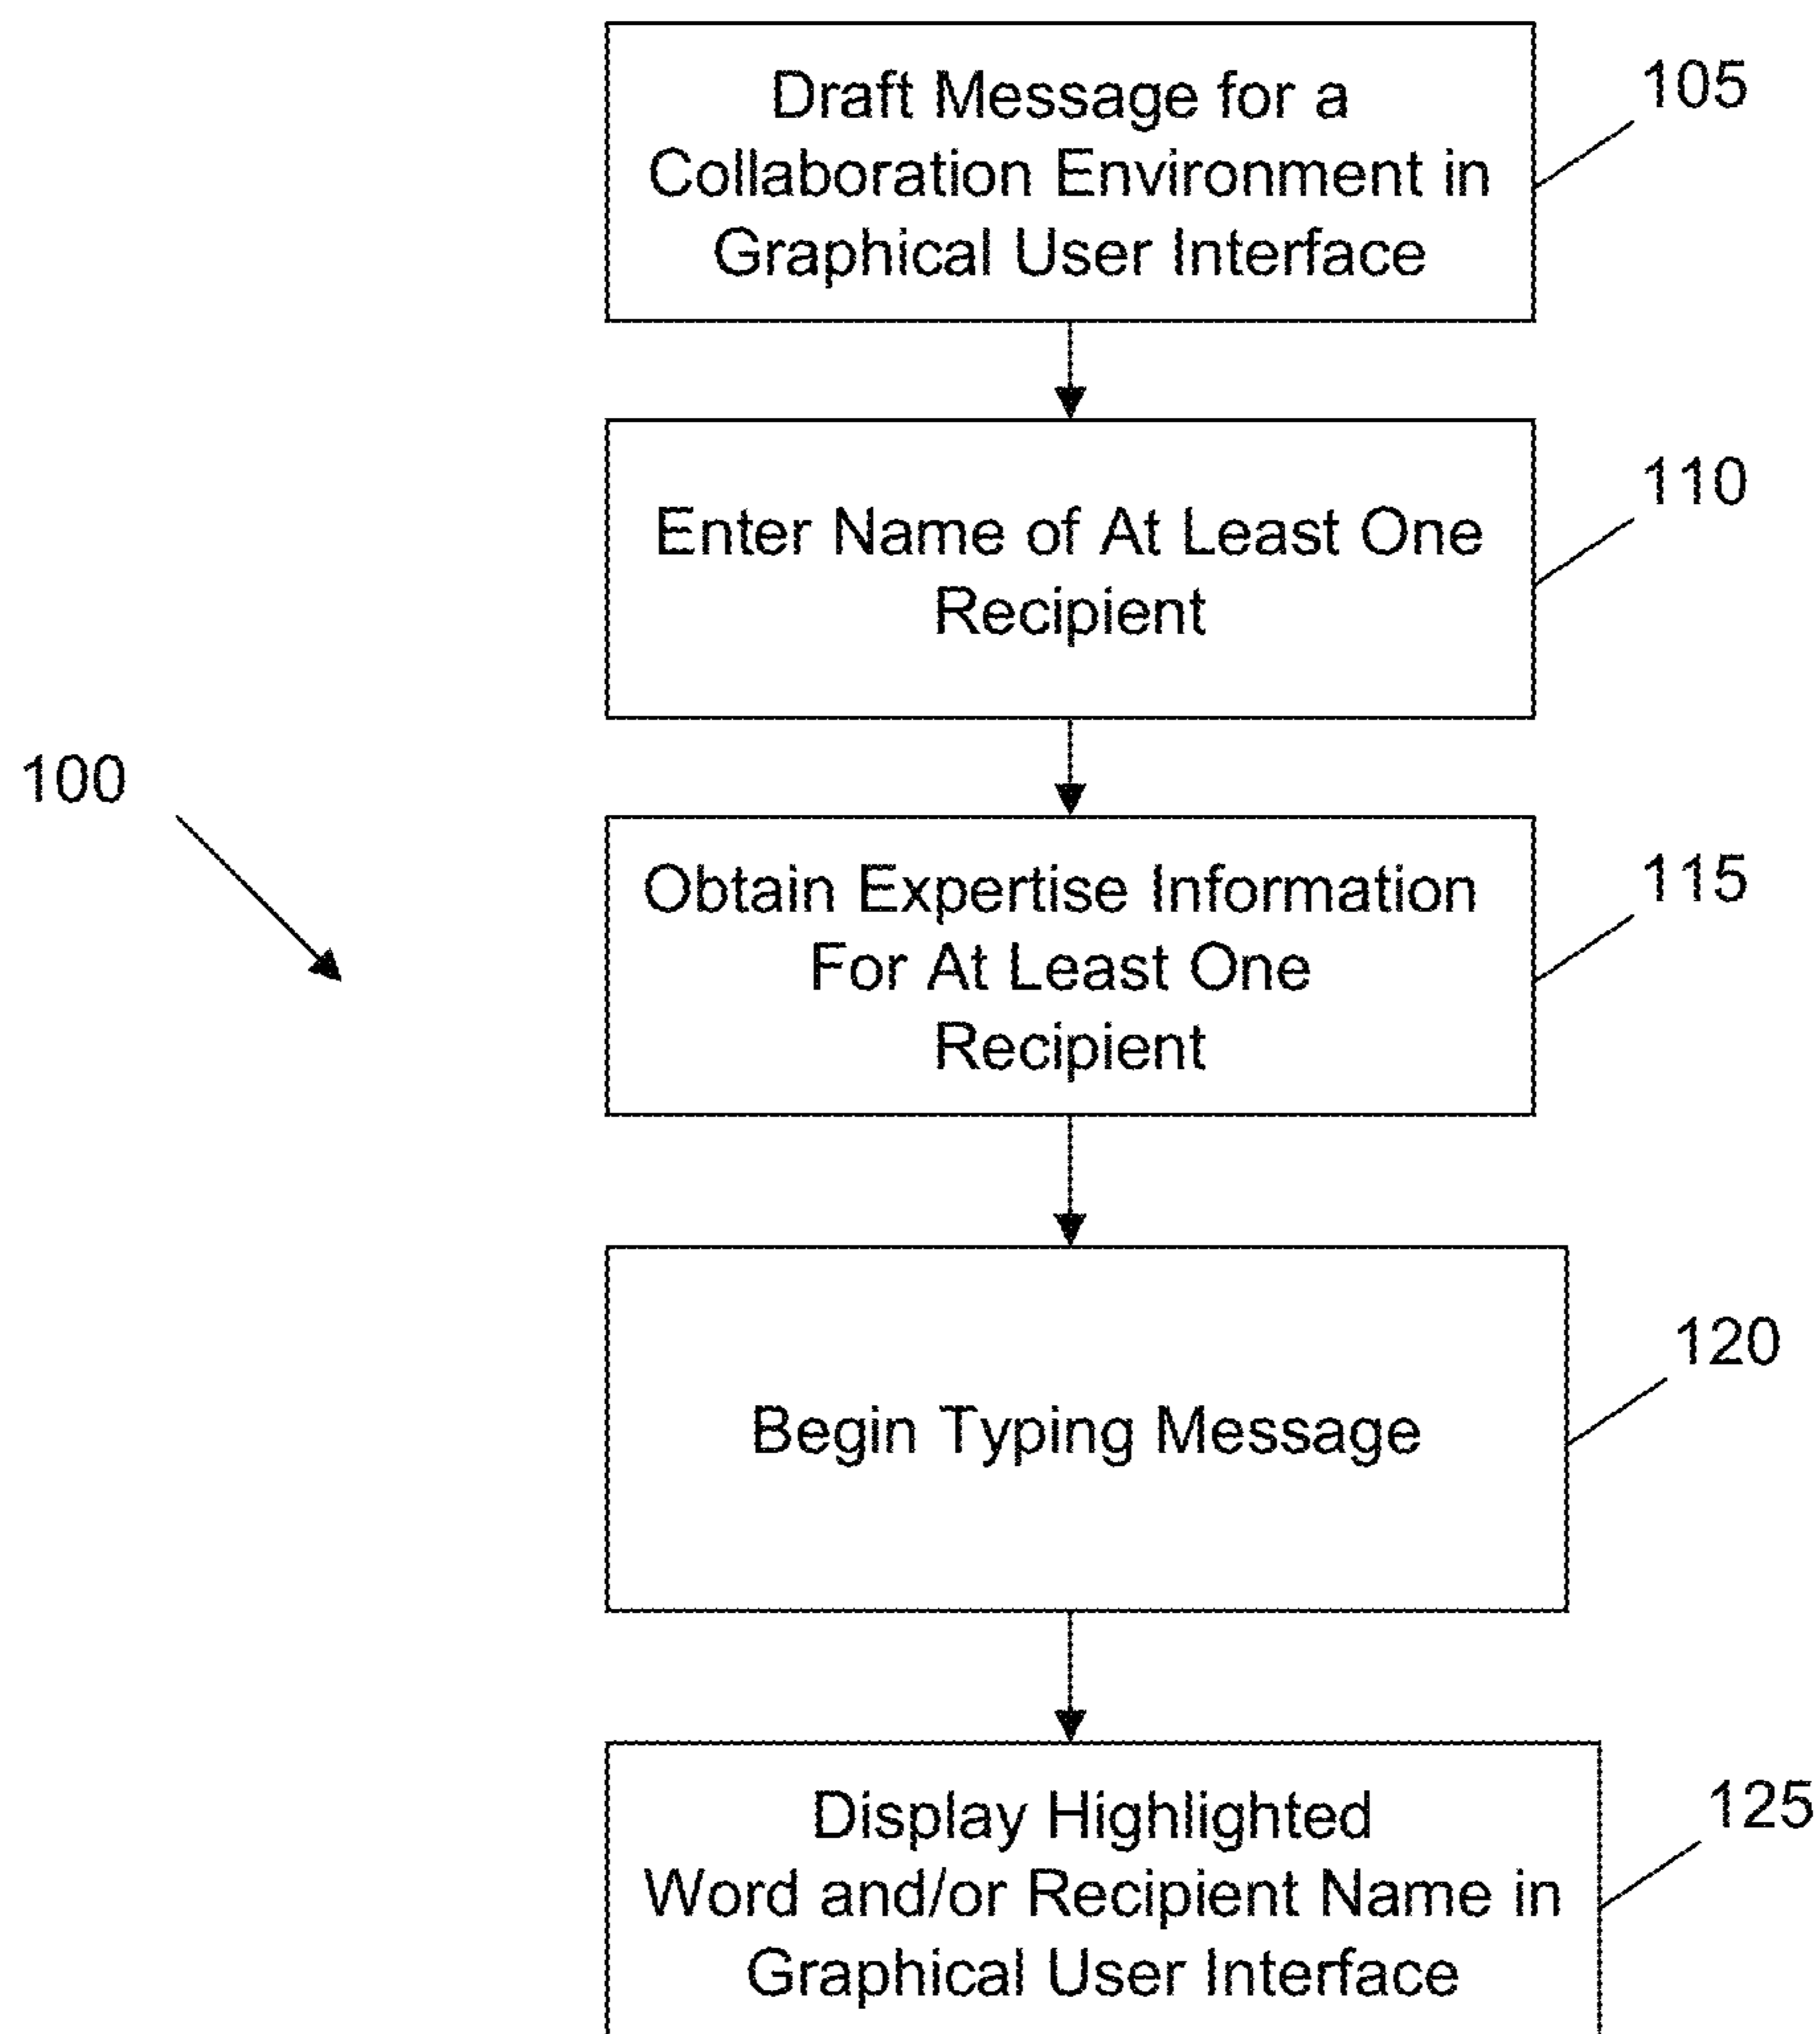 Draft Message for a
Collaboration Environment in
Graphical User Interface
105
Enter Name of At Least One
Recipient
110
100
Obtain Expertise Information
For At Least One
Recipient
115
Begin Typing Message
120
Display Highlighted
Word and/or Recipient Name in
Graphical User Interface
125